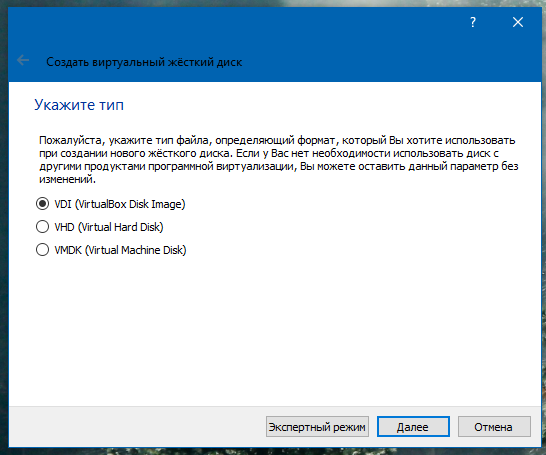 ?
Создать виртуальный жёсткий диск
Укажите тип
Пожалуйста, укажите тип файла, определяющий формат, который Вы хотите использовать
при создании нового жёсткого диска. Если у Вас нет необходимости использовать диск с
другими продуктами программной виртуализации, Вы можете оставить данный параметр без
изменений.
VDI (VirtualBox Disk Image)
VHD (Virtual Hard Disk)
VMDK (Virtual Machine Disk)
Экспертный режим Далее Отмена